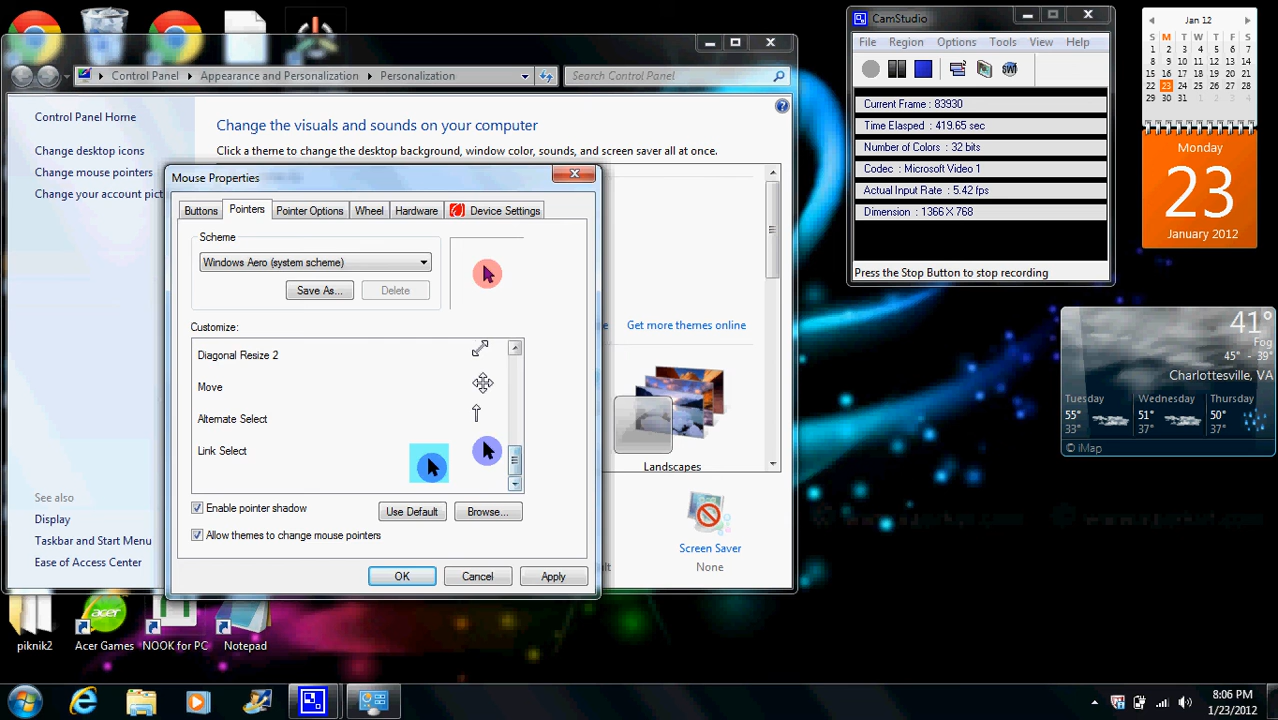 Control Panel
Appearance and Personalization
Personalization
Search Control Panel
Control Panel Home
Change desktop icons
Change mouse pointers
Change your account pict
See also
Display
Taskbar and Start Menu
Ease of Access Center
Change the visuals and sounds on your computer
Click a theme to change the desktop background, window color, sounds, and screen saver all at once.
Get more themes online
Landscapes
Screen Saver
None
Mouse Properties
Buttons
Pointers
Pointer Options
Wheel
Hardware
Device Settings
Scheme
Windows Aero (system scheme)
Save As...
Delete
Customize:
Diagonal Resize 2
Move
Alternate Select
Link Select
Enable pointer shadow
Use Default
Browse...
Allow themes to change mouse pointers
OK
Cancel
Apply
CamStudio
File Region Options Tools View Help
SWF
Current Frame : 83930
Time Elasped : 419.65 sec
Number of Colors : 32 bits
Codec : Microsoft Video 1
Actual Input Rate : 5.42 fps
Dimension : 1366 X 768
Press the Stop Button to stop recording
Jan 12
S M T W T F S
1 2 3 4 5 6 7
8 9 10 11 12 13 14
15 16 17 18 19 20 21
22 23 24 25 26 27 28
29 30 31 1 2 3 4
Monday
23
January 2012
41°
Fog
45° - 39°
Charlottesville, VA
Tuesday Wednesday Thursday
55° 51° 50°
33° 37° 37°
© iMap
piknik2
Acer Games
NOOK for PC
Notepad
acer
8:06 PM
1/23/2012